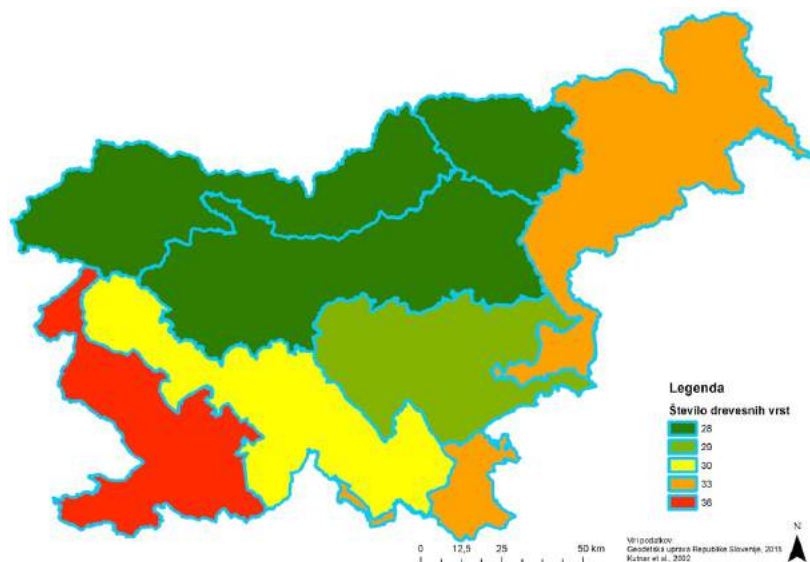 Legenda
Število drevesnih vrst
28
29
30
33
36
0 12,5 25 50 km
Viri podatkov:
Geodetska uprava Republike Slovenije, 2015
Kutnar et al., 2002
N